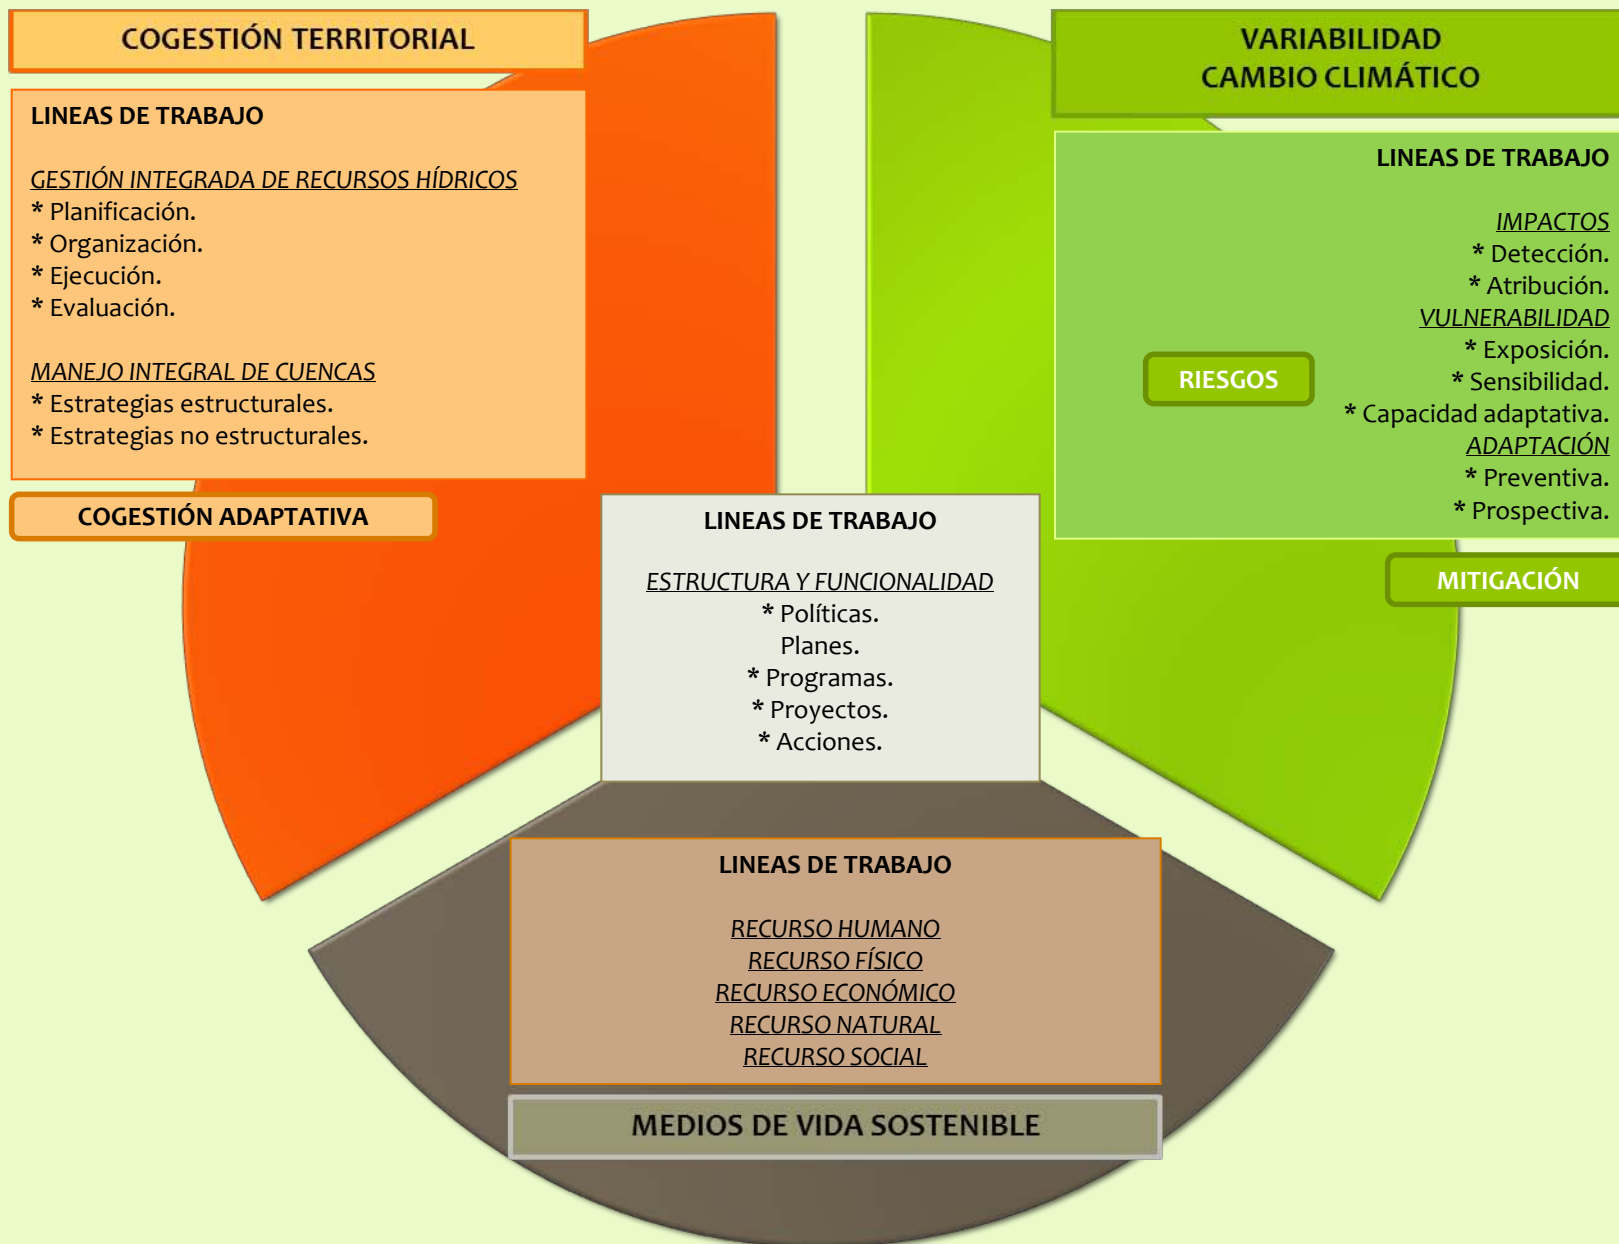 COGESTIÓN TERRITORIAL
LINEAS DE TRABAJO
GESTIÓN INTEGRADA DE RECURSOS HÍDRICOS
* Planificación.
* Organización.
* Ejecución.
* Evaluación.
MANEJO INTEGRAL DE CUENCAS
* Estrategias estructurales.
* Estrategias no estructurales.
COGESTIÓN ADAPTATIVA
VARIABILIDAD
CAMBIO CLIMÁTICO
LINEAS DE TRABAJO
IMPACTOS
* Detección.
* Atribución.
VULNERABILIDAD
* Exposición.
* Sensibilidad.
* Capacidad adaptativa.
ADAPTACIÓN
* Preventiva.
* Prospectiva.
RIESGOS
MITIGACIÓN
LINEAS DE TRABAJO
ESTRUCTURA Y FUNCIONALIDAD
* Políticas.
Planes.
* Programas.
* Proyectos.
* Acciones.
LINEAS DE TRABAJO
RECURSO HUMANO
RECURSO FÍSICO
RECURSO ECONÓMICO
RECURSO NATURAL
RECURSO SOCIAL
MEDIOS DE VIDA SOSTENIBLE